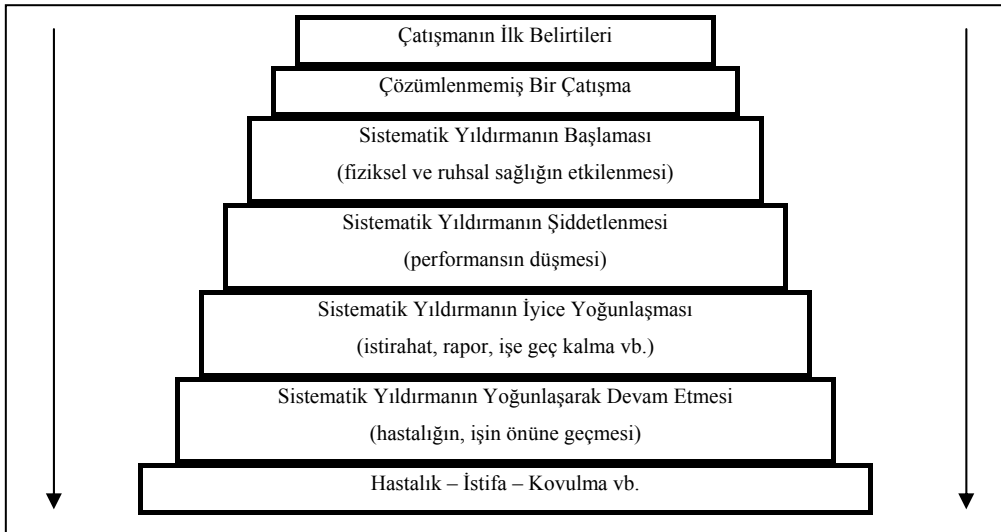 Çatışmanın İlk Belirtileri
Çözümlenmemiş Bir Çatışma
Sistematik Yıldırmanın Başlaması
(fiziksel ve ruhsal sağlığın etkilenmesi)
Sistematik Yıldırmanın Şiddetlenmesi
(performansın düşmesi)
Sistematik Yıldırmanın İyice Yoğunlaşması
(istirahat, rapor, işe geç kalma vb.)
Sistematik Yıldırmanın Yoğunlaşarak Devam Etmesi
(hastalığın, işin önüne geçmesi)
Hastalık – İstifa – Kovulma vb.